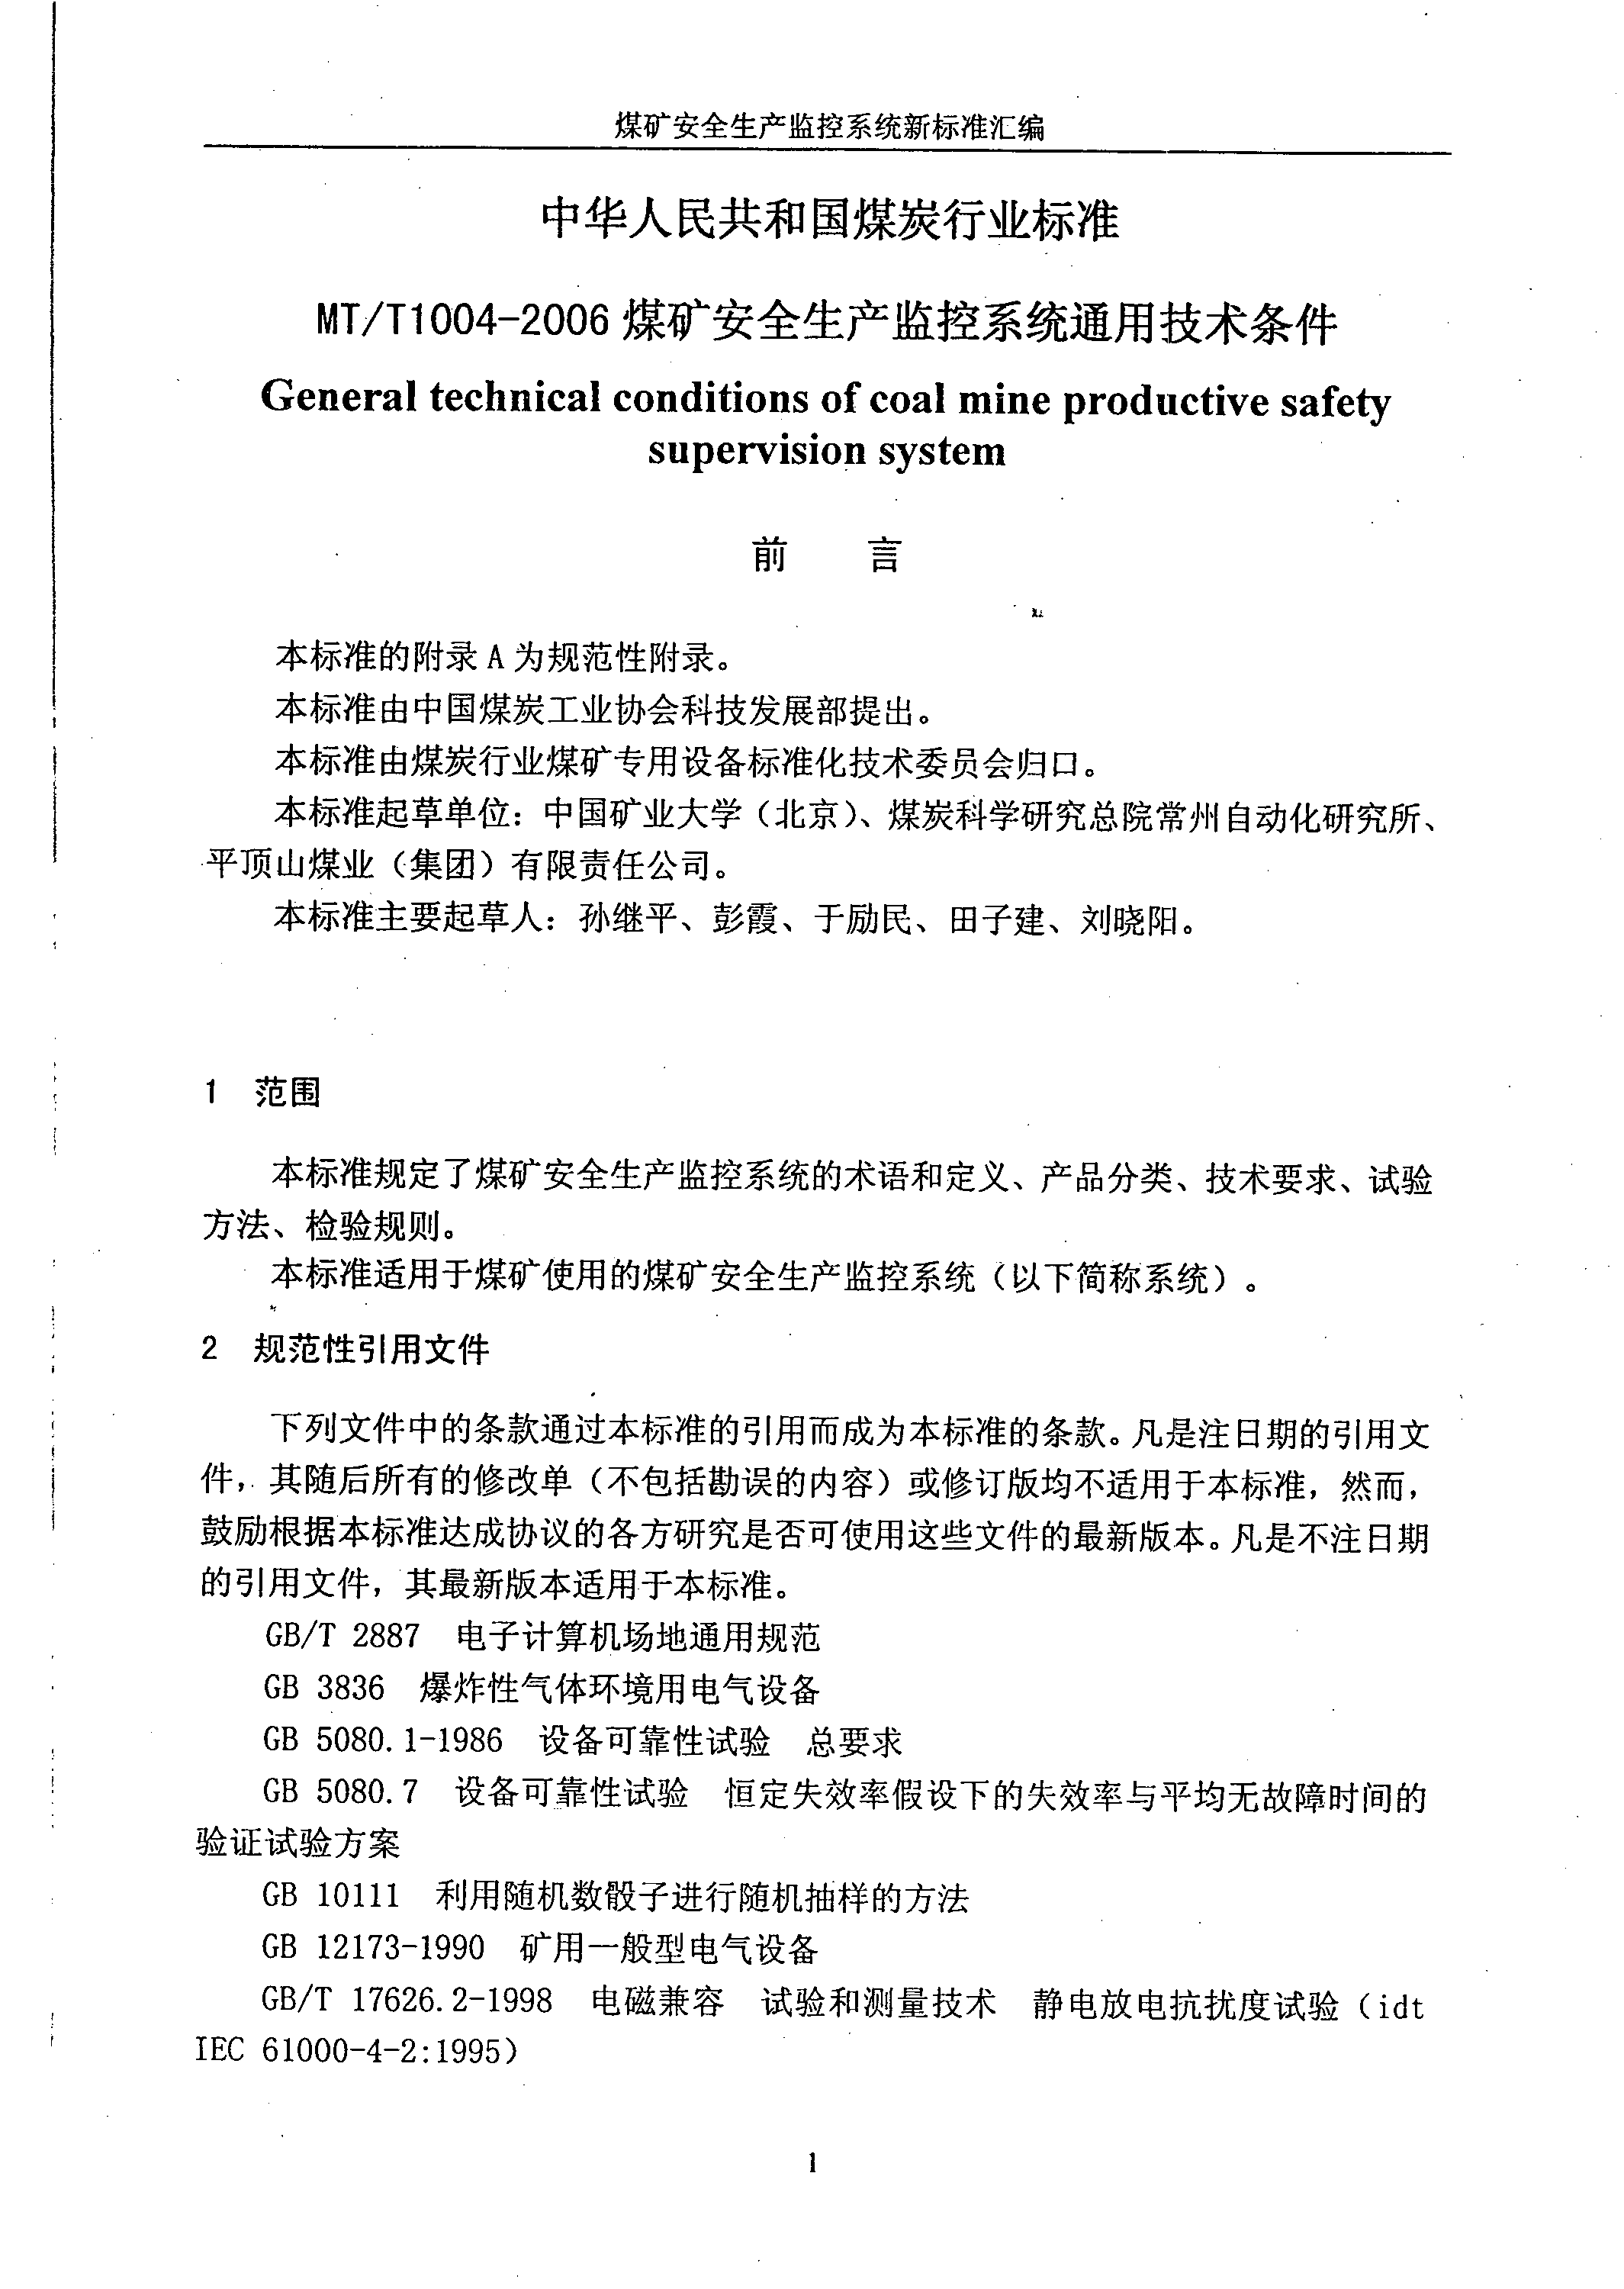 煤矿安全生产监控系统新标准汇编
中华人民共和国煤炭行业标准
MT/T1004-2006 煤矿安全生产监控系统通用技术条件
General technical conditions of coal mine productive safety
supervision system
前 言
本标准的附录 A 为规范性附录。
本标准由中国煤炭工业协会科技发展部提出。
本标准由煤炭行业煤矿专用设备标准化技术委员会归口。
本标准起草单位：中国矿业大学（北京）、煤炭科学研究总院常州自动化研究所、
平顶山煤业（集团）有限责任公司。
本标准主要起草人：孙继平、彭霞、于励民、田子建、刘晓阳。
1 范围
本标准规定了煤矿安全生产监控系统的术语和定义、产品分类、技术要求、试验
方法、检验规则。
本标准适用于煤矿使用的煤矿安全生产监控系统（以下简称系统）。
2 规范性引用文件
下列文件中的条款通过本标准的引用而成为本标准的条款。凡是注日期的引用文
件，其随后所有的修改单（不包括勘误的内容）或修订版均不适用于本标准，然而，
鼓励根据本标准达成协议的各方研究是否可使用这些文件的最新版本。凡是不注日期
的引用文件，其最新版本适用于本标准。
GB/T 2887 电子计算机场地通用规范
GB 3836 爆炸性气体环境用电气设备
GB 5080.1-1986 设备可靠性试验 总要求
GB 5080.7 设备可靠性试验 恒定失效率假设下的失效率与平均无故障时间的
验证试验方案
GB 10111 利用随机数骰子进行随机抽样的方法
GB 12173-1990 矿用一般型电气设备
GB/T 17626.2-1998 电磁兼容 试验和测量技术 静电放电抗扰度试验（idt
IEC 61000-4-2:1995）
1